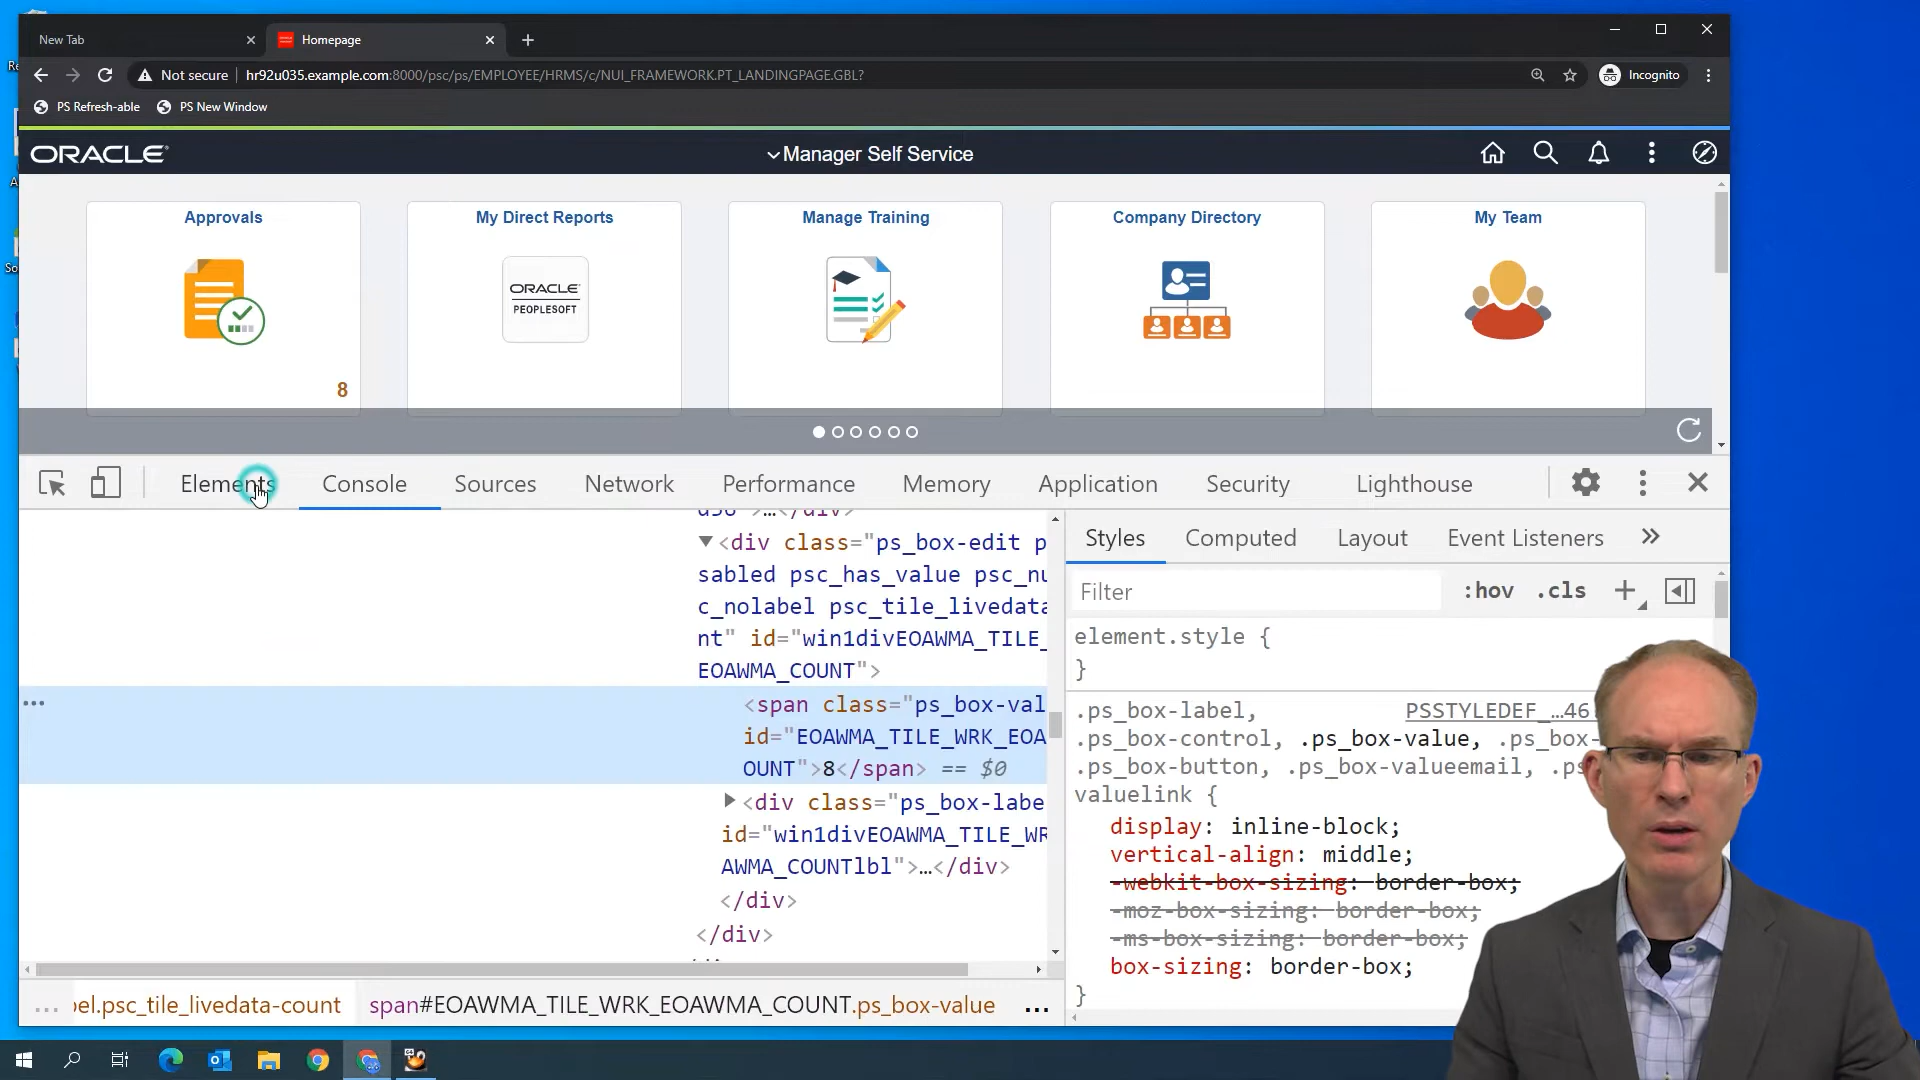 New Tab
Homepage
Not secure
hr92u035.example.com:8000/psc/ps/EMPLOYEE/HRMS/c/NUI_FRAMEWORK.PT_LANDINGPAGE.GBL?
Incognito
PS Refresh-able
PS New Window
ORACLE
Manager Self Service
Approvals
My Direct Reports
Manage Training
Company Directory
My Team
ORACLE
PEOPLESOFT
8
Elements
Console
Sources
Network
Performance
Memory
Application
Security
Lighthouse
…</div>
<div class="ps_box-edit p
sabled psc_has_value psc_nu
c_nolabel psc_tile_livedata
nt" id="win1divEOAWMA_TILE_
EOAWMA_COUNT">
<span class="ps_box-val
id="EOAWMA_TILE_WRK_EOA
OUNT">8</span> == $0
<div class="ps_box-labe
id="win1divEOAWMA_TILE_WR
AWMA_COUNTlbl">…</div>
</div>
</div>
... el.psc_tile_livedata-count
span#EOAWMA_TILE_WRK_EOAWMA_COUNT.ps_box-value ...
Styles
Computed
Layout
Event Listeners
Filter
:hov .cls
element.style {
}
.ps_box-label, PSSTYLEDEF_…46
.ps_box-control, .ps_box-value, .ps_box-
.ps_box-button, .ps_box-valueemail, .ps
valuelink {
display: inline-block;
vertical-align: middle;
-webkit-box-sizing: border-box;
-moz-box-sizing: border-box;
-ms-box-sizing: border-box;
box-sizing: border-box;
}